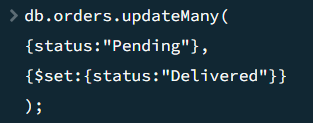 > db.orders.updateMany(
{status:"Pending"},
{$set:{status:"Delivered"}}
);